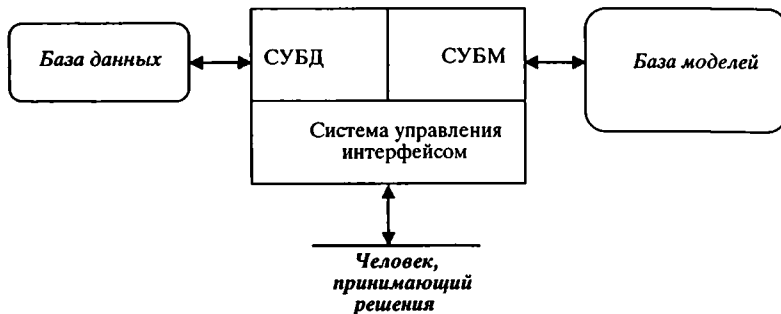 База данных
СУБД
СУБМ
База моделей
Система управления
интерфейсом
Человек,
принимающий
решения